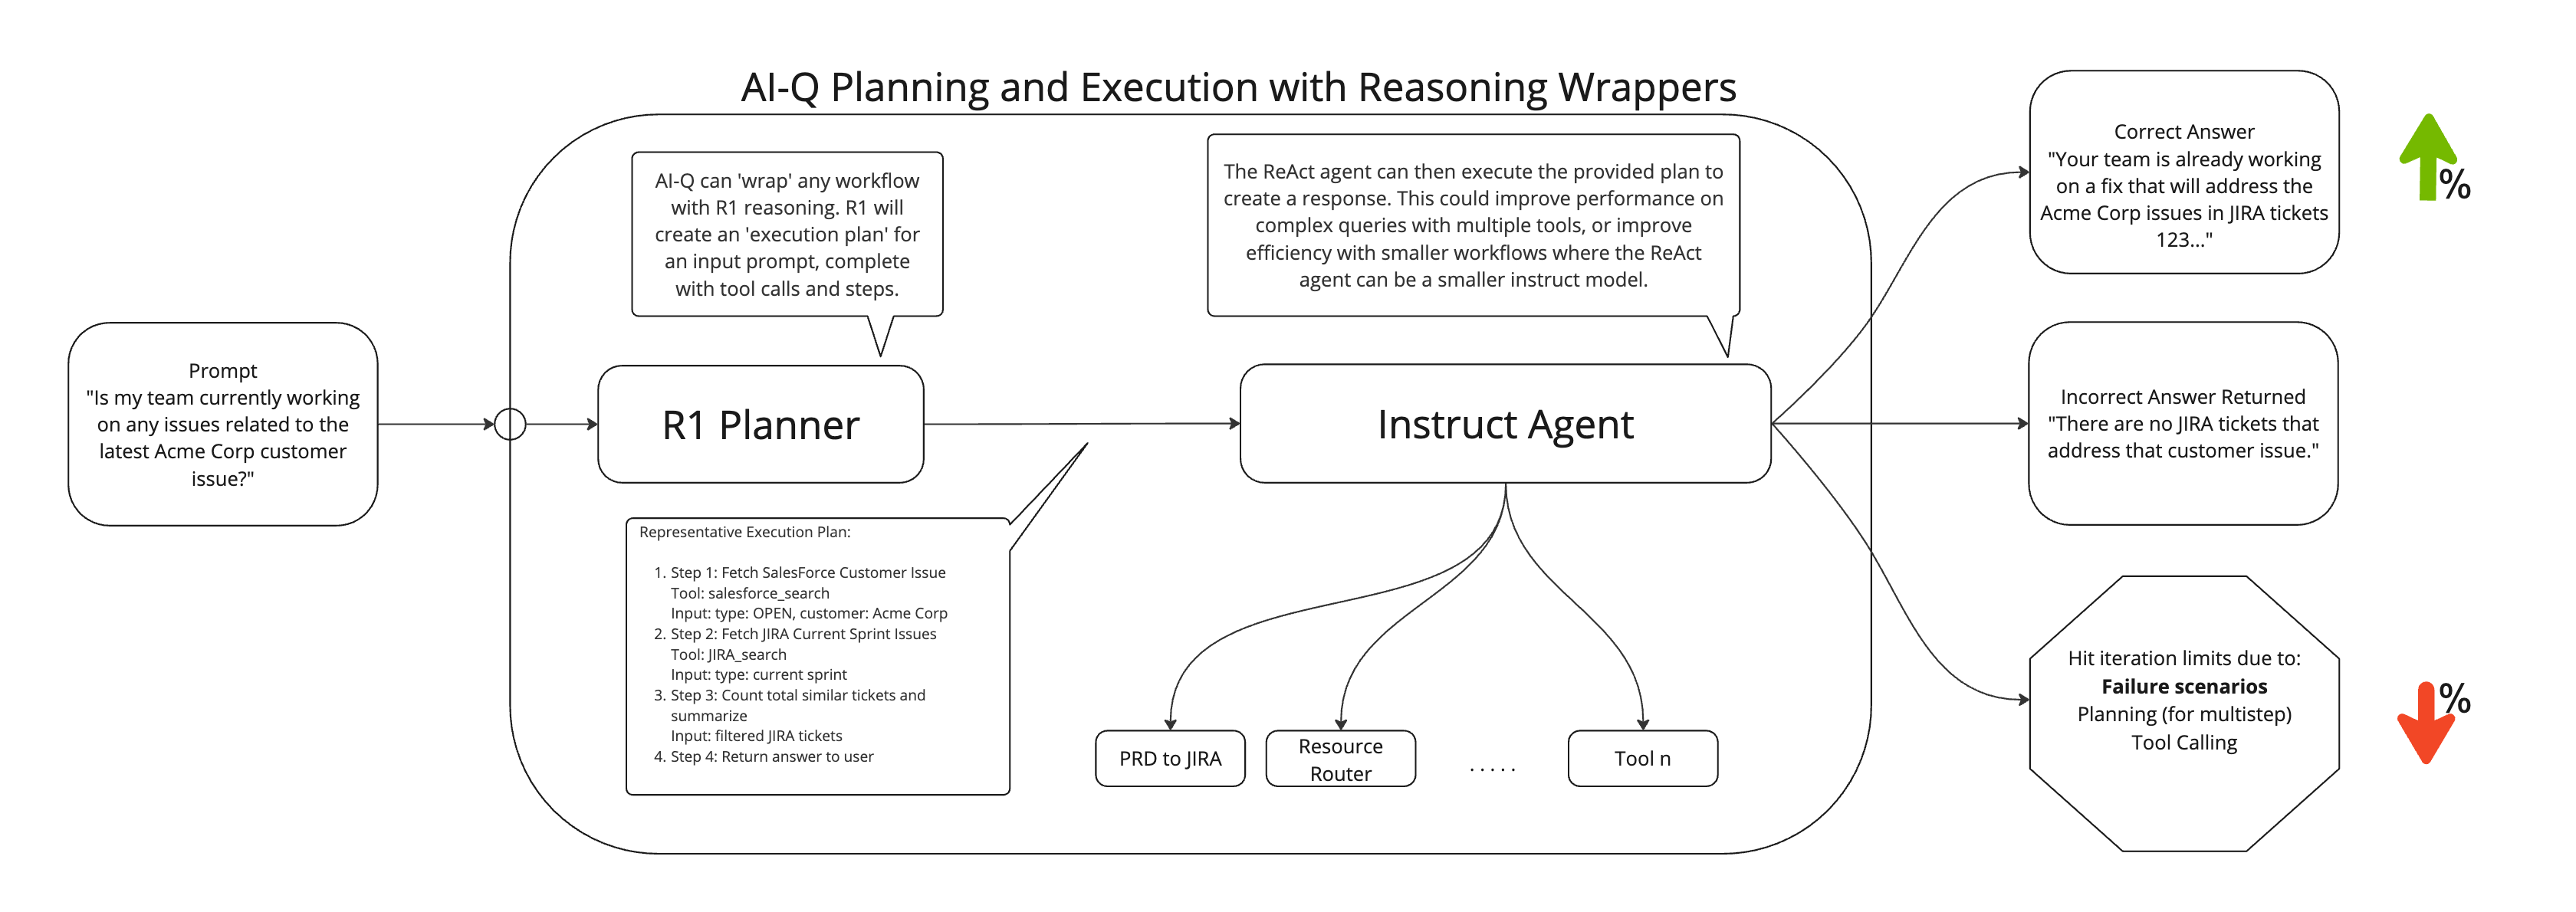 AI-Q Planning and Execution with Reasoning Wrappers
Prompt
"Is my team currently working
on any issues related to the
latest Acme Corp customer
issue?"
AI-Q can 'wrap' any workflow
with R1 reasoning. R1 will
create an 'execution plan' for
an input prompt, complete
with tool calls and steps.
R1 Planner
Representative Execution Plan:
1. Step 1: Fetch SalesForce Customer Issue
Tool: salesforce_search
Input: type: OPEN, customer: Acme Corp
2. Step 2: Fetch JIRA Current Sprint Issues
Tool: JIRA_search
Input: type: current sprint
3. Step 3: Count total similar tickets and
summarize
Input: filtered JIRA tickets
4. Step 4: Return answer to user
The ReAct agent can then execute the provided plan to
create a response. This could improve performance on
complex queries with multiple tools, or improve
efficiency with smaller workflows where the ReAct
agent can be a smaller instruct model.
Instruct Agent
PRD to JIRA
Resource
Router
.....
Tool n
Correct Answer
"Your team is already working
on a fix that will address the
Acme Corp issues in JIRA tickets
123..."
%
Incorrect Answer Returned
"There are no JIRA tickets that
address that customer issue."
Hit iteration limits due to:
Failure scenarios
Planning (for multistep)
Tool Calling
%